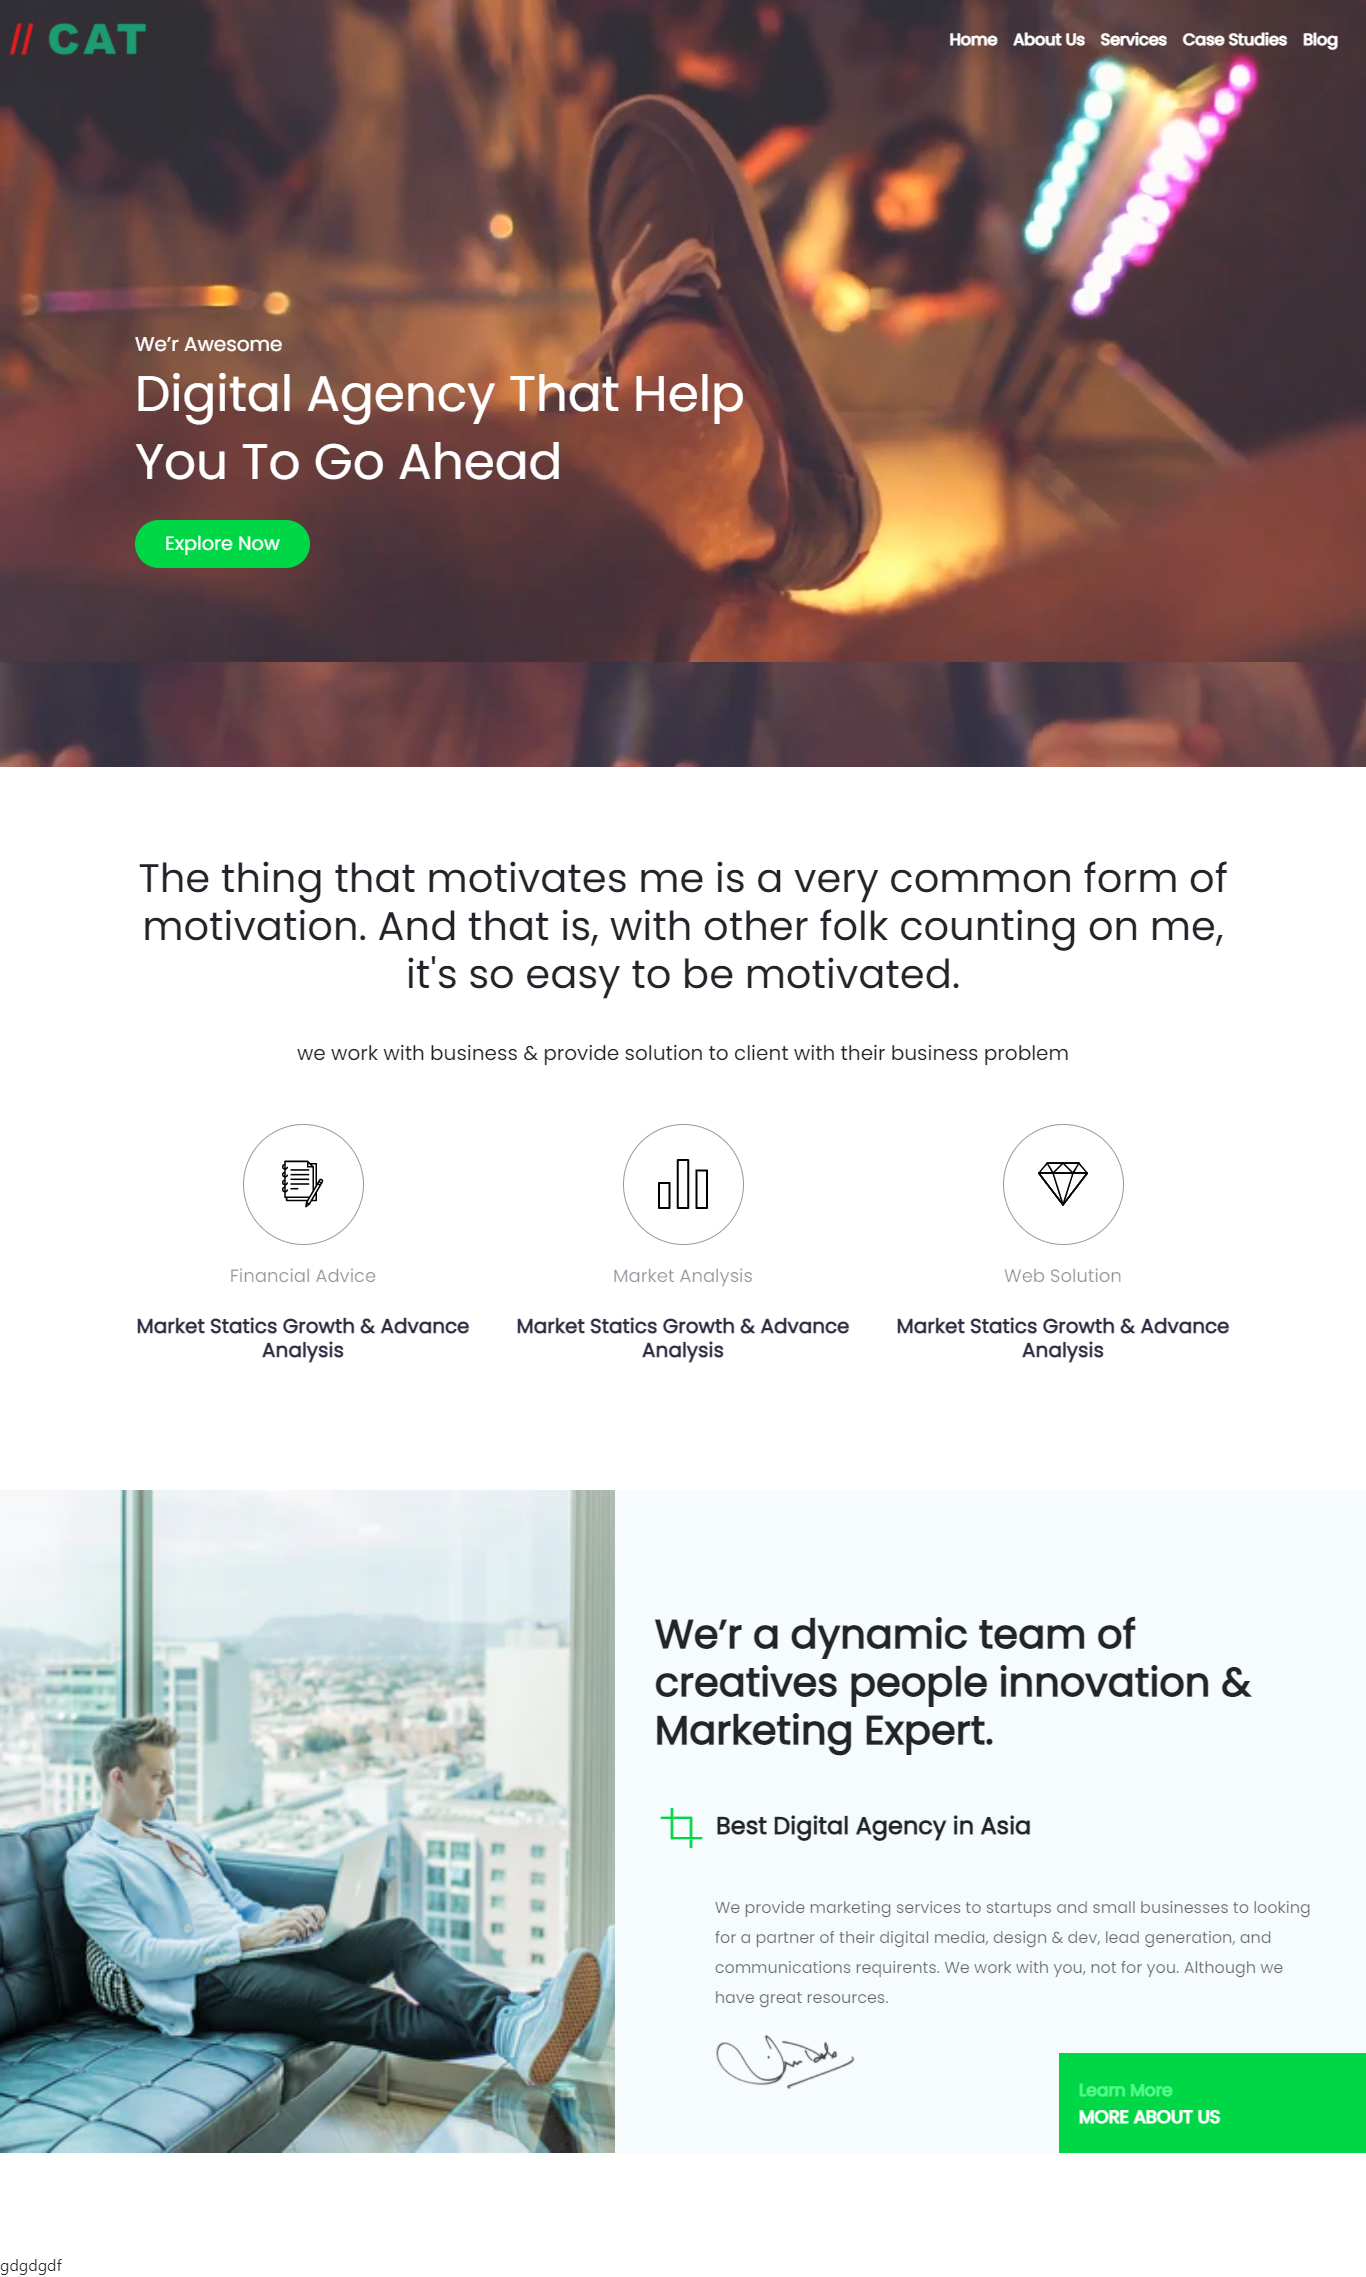 // CAT
Home About Us Services Case Studies Blog
We’r Awesome
Digital Agency That Help
You To Go Ahead
Explore Now
The thing that motivates me is a very common form of
motivation. And that is, with other folk counting on me,
it's so easy to be motivated.
we work with business & provide solution to client with their business problem
Financial Advice
Market Statics Growth & Advance
Analysis
Market Analysis
Market Statics Growth & Advance
Analysis
Web Solution
Market Statics Growth & Advance
Analysis
We’r a dynamic team of
creatives people innovation &
Marketing Expert.
Best Digital Agency in Asia
We provide marketing services to startups and small businesses to looking
for a partner of their digital media, design & dev, lead generation, and
communications requirents. We work with you, not for you. Although we
have great resources.
Learn More
MORE ABOUT US
gdgdgdf